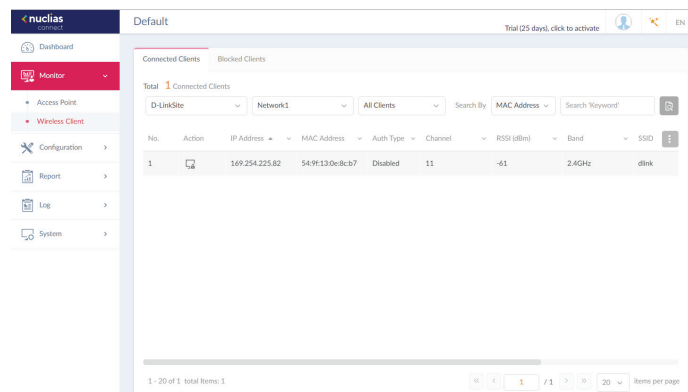 nuclias
connect
Default
Trial (25 days), click to activate
EN
Dashboard
Monitor
Access Point
Wireless Client
Configuration
Report
Log
System
Connected Clients Blocked Clients
Total 1 Connected Clients
D-LinkSite Network1 All Clients Search By MAC Address Search 'Keyword'
No. Action IP Address MAC Address Auth Type Channel RSSI (dBm) Band SSID
1 169.254.225.82 54:9f:13:0e:8c:b7 Disabled 11 -61 2.4GHz dlink
1 - 20 of 1 total Items: 1
1 / 1 20 items per page